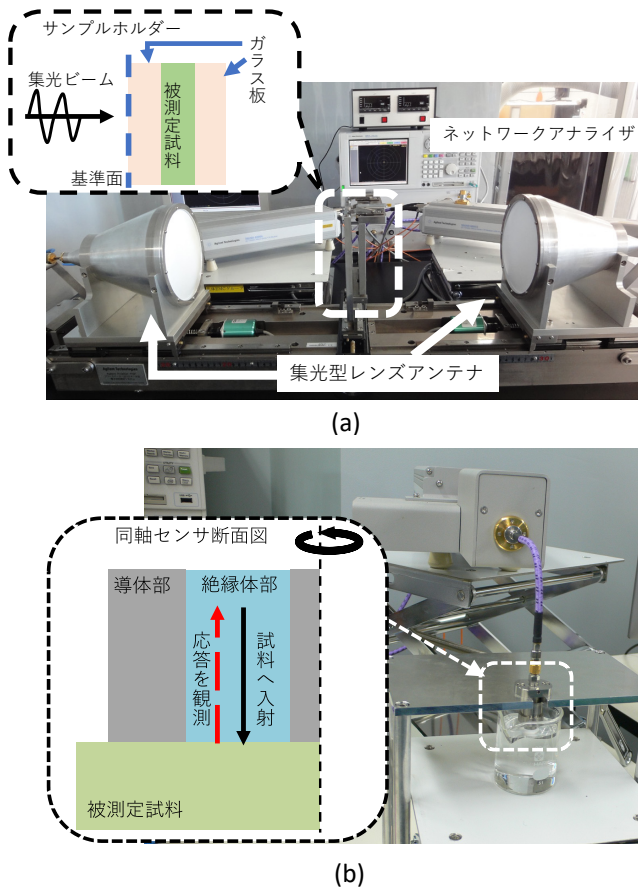 サンプルホルダー
ガラス板
集光ビーム
被測定試料
基準面
ネットワークアナライザ
Agilent Technologies
集光型レンズアンテナ
(a)
同軸センサ断面図
導体部
絶縁体部
応答を観測
試料へ入射
被測定試料
(b)